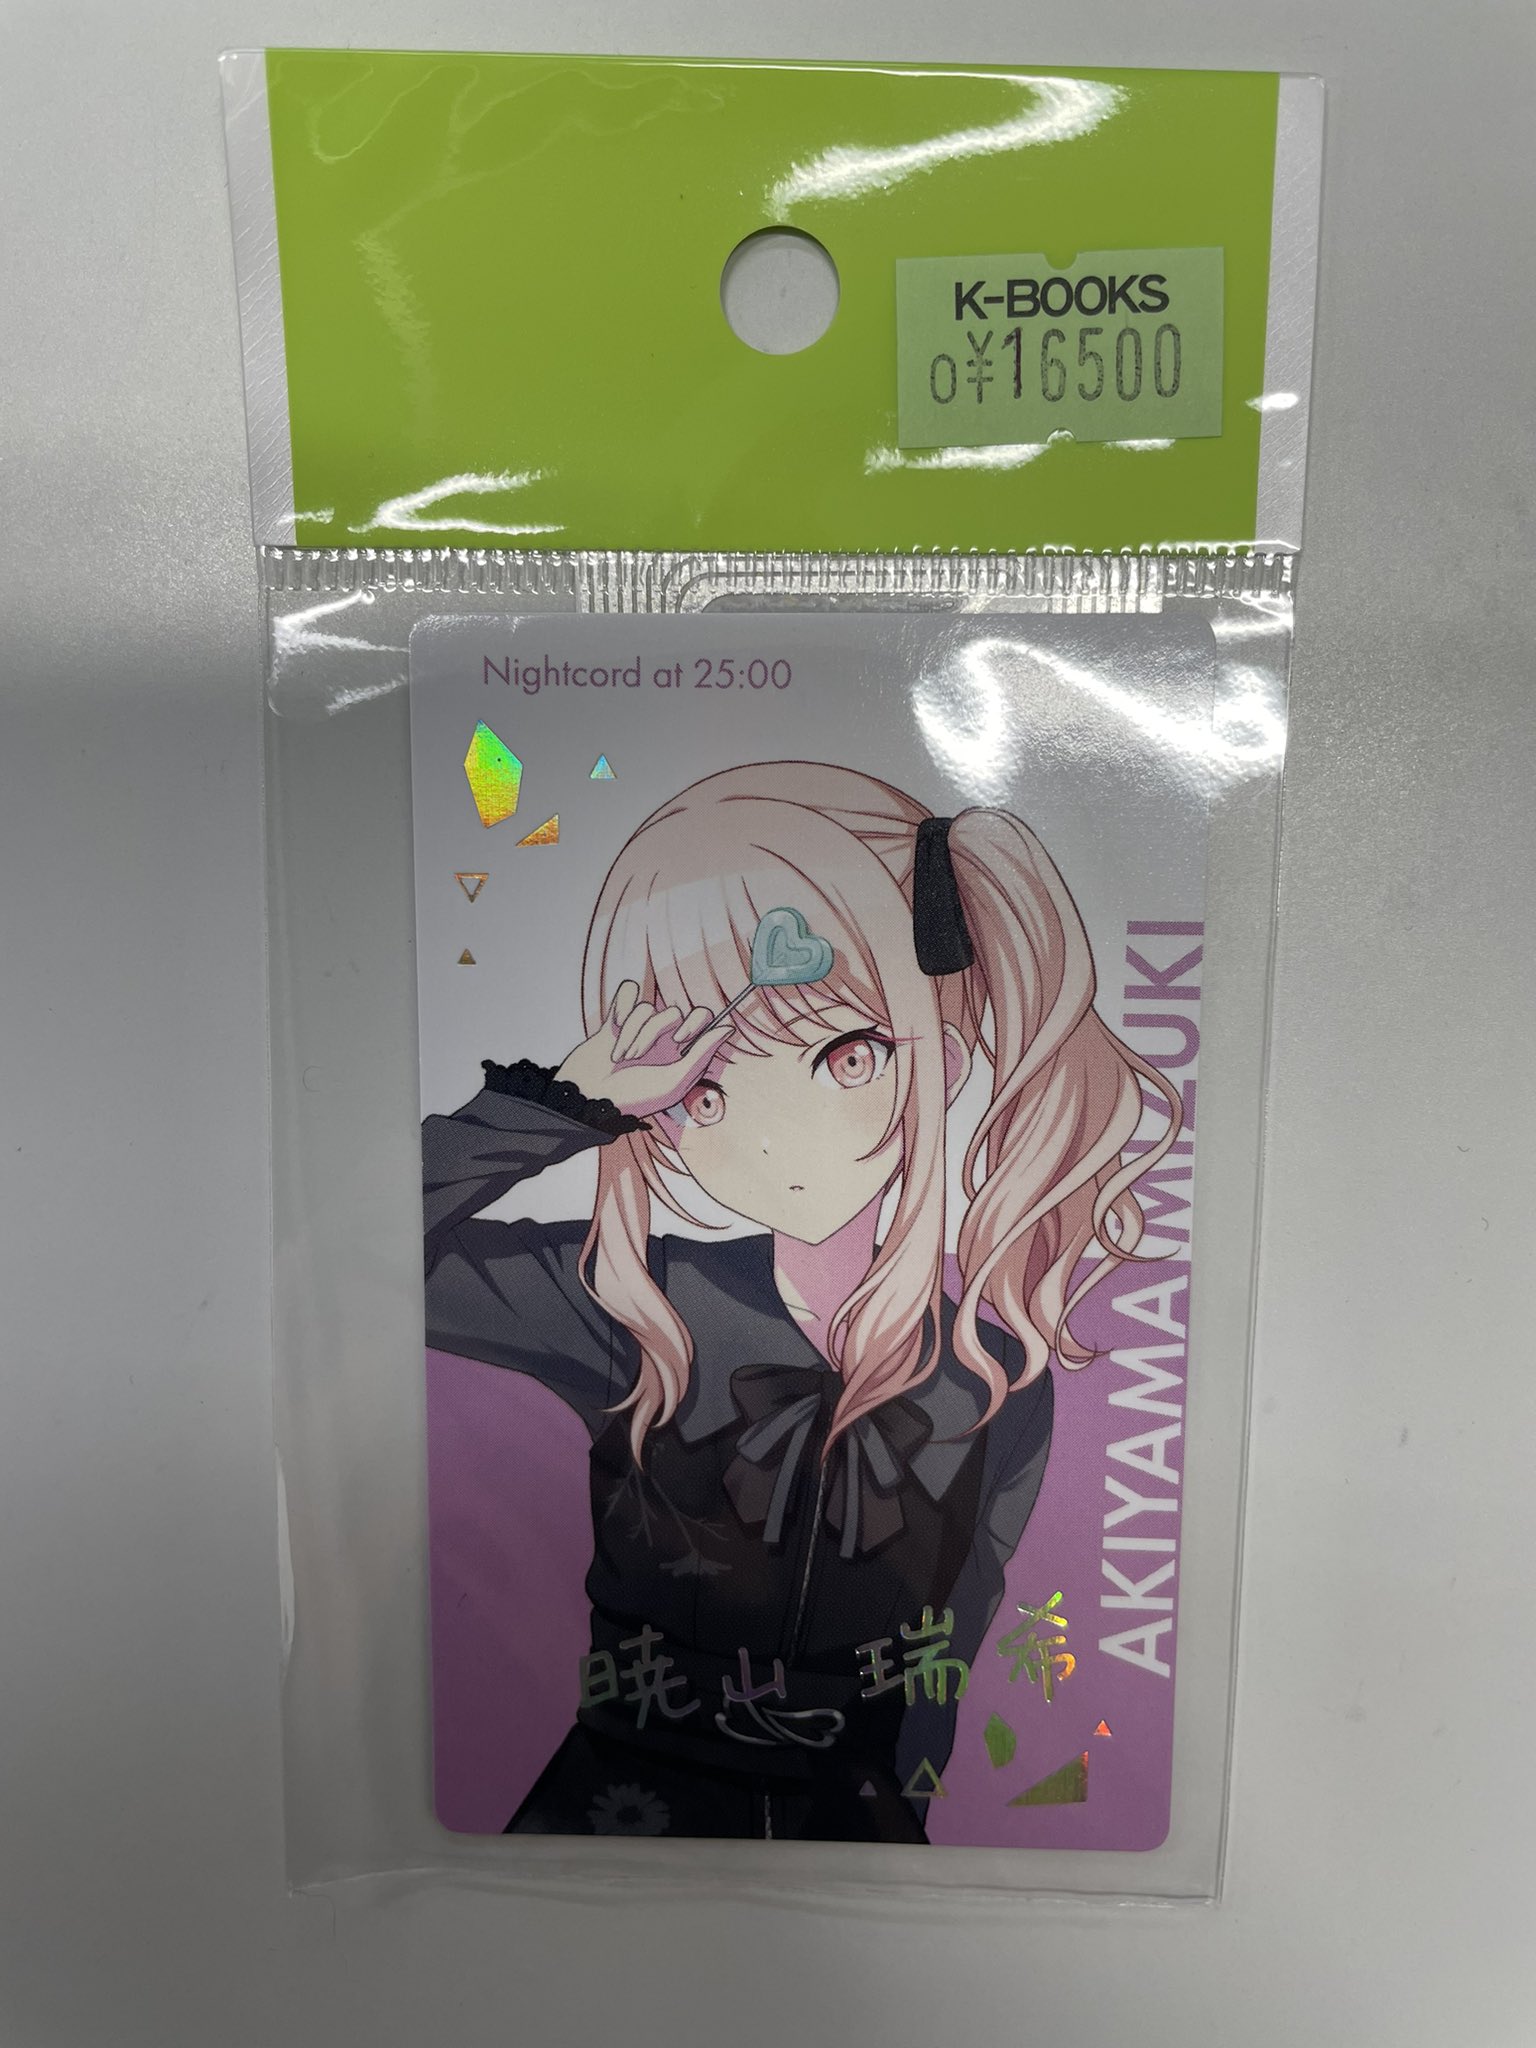 K-BOOKS
0¥16500
Nightcord at 25:00
AKIYAMA MIZUKI
暁山 瑞希